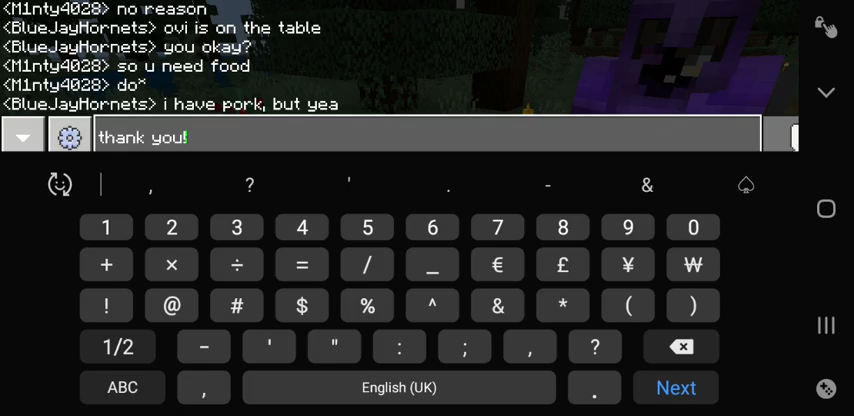 <M1nty4028> no reason
<BlueJayHornets> ovi is on the table
<BlueJayHornets> you okay?
<M1nty4028> so u need food
<M1nty4028> do*
<BlueJayHornets> i have pork, but yea
thank you!
, ? ' . - &
1 2 3 4 5 6 7 8 9 0
+ × ÷ = / _ € £ ¥ ₩
! @ # $ % ^ & * ( )
1/2 - ' " : ; , ?
ABC , English (UK) . Next